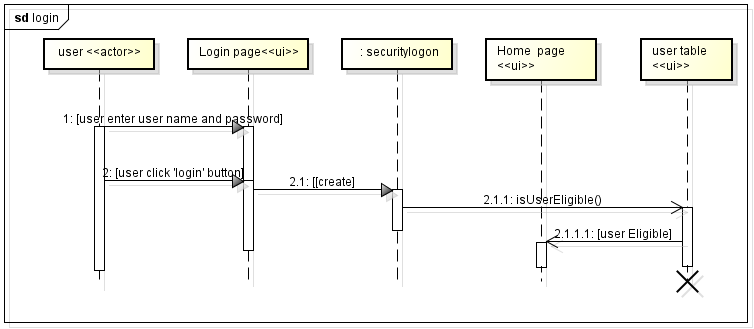 sd login
user <<actor>>
Login page<<ui>>
: securitylogon
Home page
<<ui>>
user table
<<ui>>
1: [user enter user name and password]
2: [user click 'login' button]
2.1: [[create]
2.1.1: isUserEligible()
2.1.1.1: [user Eligible]